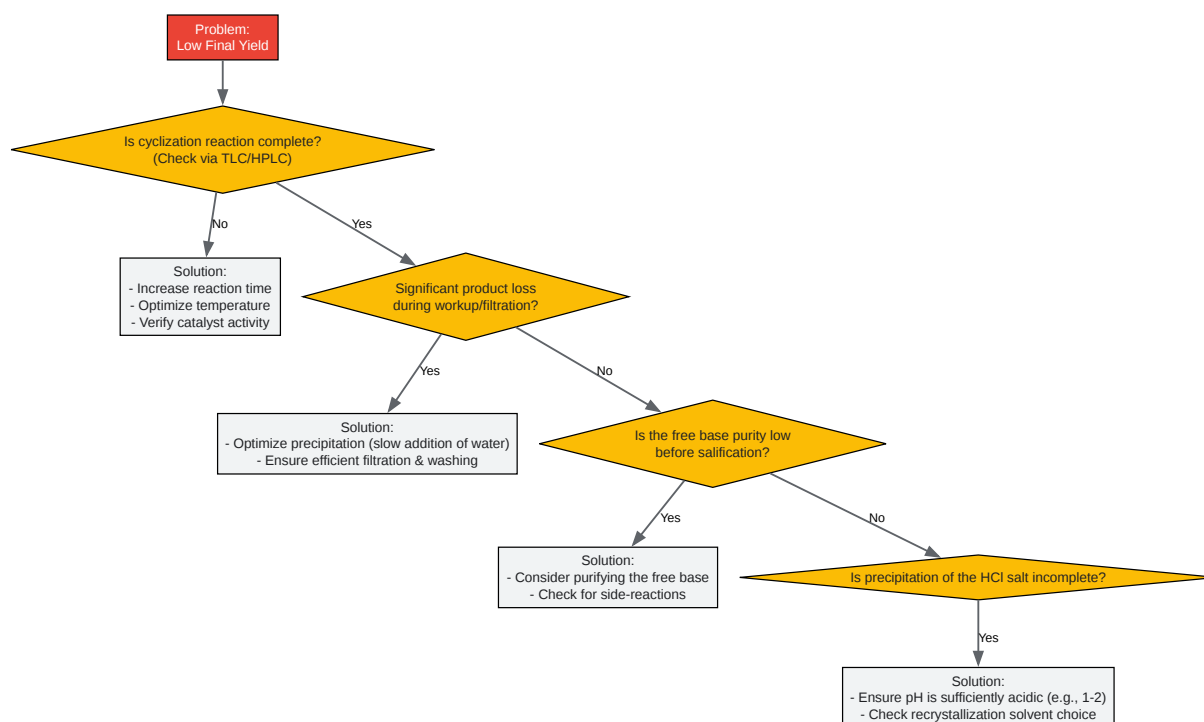 Problem:
Low Final Yield
Is cyclization reaction complete?
(Check via TLC/HPLC)
No
Yes
Solution:
- Increase reaction time
- Optimize temperature
- Verify catalyst activity
Significant product loss
during workup/filtration?
Yes
No
Solution:
- Optimize precipitation (slow addition of water)
- Ensure efficient filtration & washing
Is the free base purity low
before salification?
Yes
No
Solution:
- Consider purifying the free base
- Check for side-reactions
Is precipitation of the HCl salt incomplete?
Yes
Solution:
- Ensure pH is sufficiently acidic (e.g., 1-2)
- Check recrystallization solvent choice